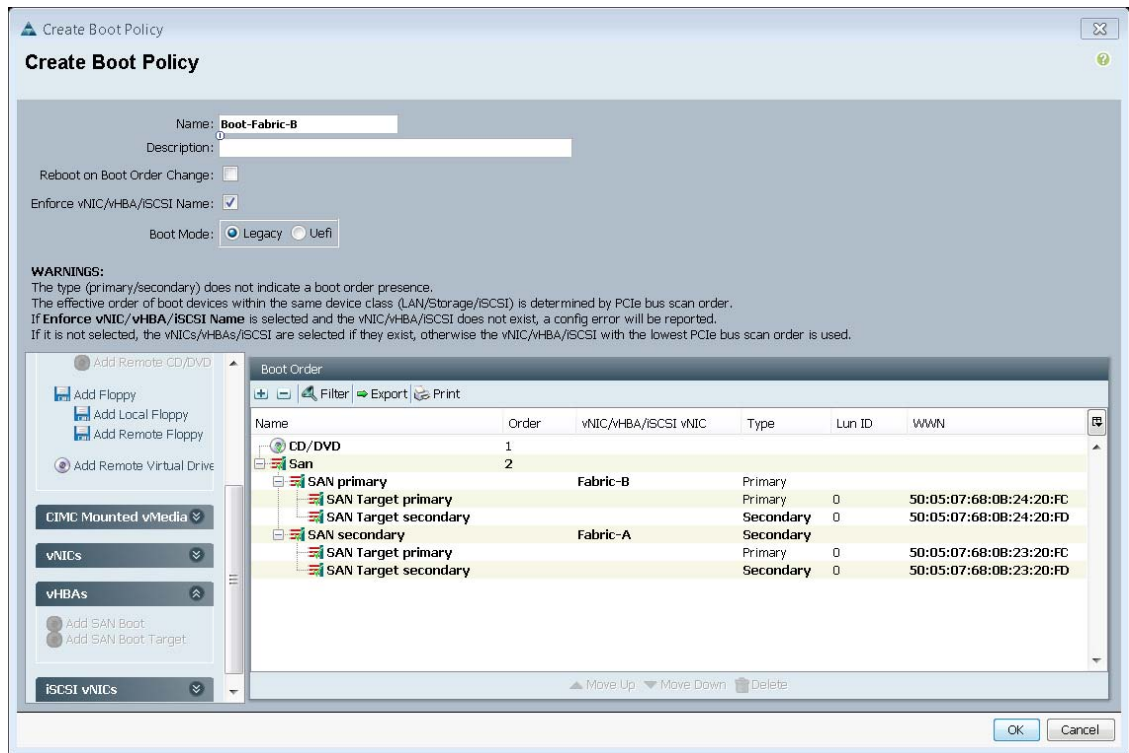 Create Boot Policy
Create Boot Policy
Name: Boot-Fabric-B
Description:
Reboot on Boot Order Change:
Enforce vNIC/vHBA/iSCSI Name:
Boot Mode: Legacy Uefi
WARNINGS:
The type (primary/secondary) does not indicate a boot order presence.
The effective order of boot devices within the same device class (LAN/Storage/iSCSI) is determined by PCIe bus scan order.
If Enforce vNIC/vHBA/iSCSI Name is selected and the vNIC/vHBA/iSCSI does not exist, a config error will be reported.
If it is not selected, the vNICs/vHBAs/iSCSI are selected if they exist, otherwise the vNIC/vHBA/iSCSI with the lowest PCIe bus scan order is used.
Add Remote CD/DVD
Add Floppy
Add Local Floppy
Add Remote Floppy
Add Remote Virtual Drive
CIMC Mounted vMedia
vNICs
vHBAs
Add SAN Boot
Add SAN Boot Target
iSCSI vNICs
Boot Order
Filter Export Print
Name Order vNIC/vHBA/iSCSI vNIC Type Lun ID WWN
CD/DVD 1
San 2
SAN primary Fabric-B Primary
SAN Target primary Primary 0 50:05:07:68:0B:24:20:FC
SAN Target secondary Secondary 0 50:05:07:68:0B:24:20:FD
SAN secondary Fabric-A Secondary
SAN Target primary Primary 0 50:05:07:68:0B:23:20:FC
SAN Target secondary Secondary 0 50:05:07:68:0B:23:20:FD
Move Up Move Down Delete
OK Cancel